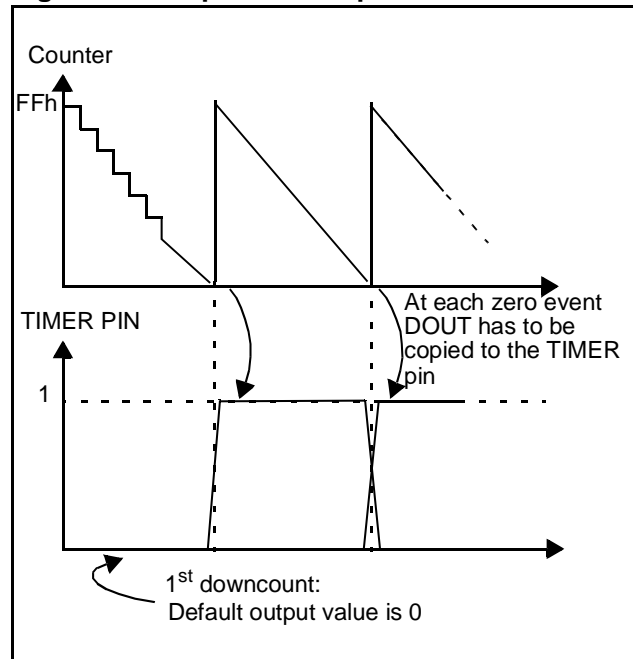 Counter
FFh
At each zero event
DOUT has to be
copied to the TIMER
pin
TIMER PIN
1
1st downcount:
Default output value is 0